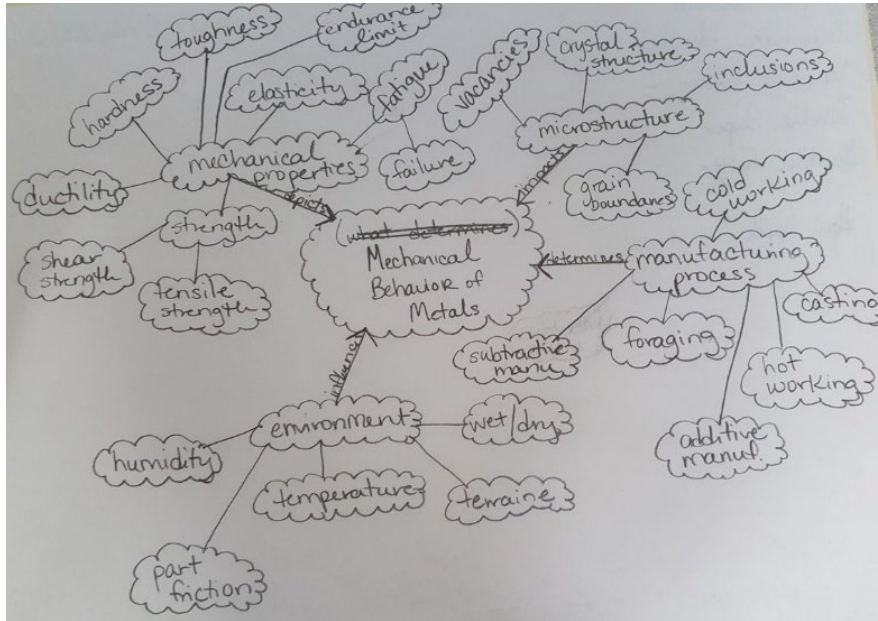 toughness
endurance
limit
hardness
elasticity
fatigue
failure
mechanical
properties
ductility
strength
shear
strength
tensile
strength
depicts
vacancies
crystal
structure
inclusions
microstructure
grain
boundaries
impacts
(what determines)
Mechanical
Behavior of
Metals
determines
cold
working
manufacturing
process
casting
hot
working
additive
manuf.
foraging
subtractive
manu.
influence
environment
wet/dry
humidity
temperature
terraine
part
friction